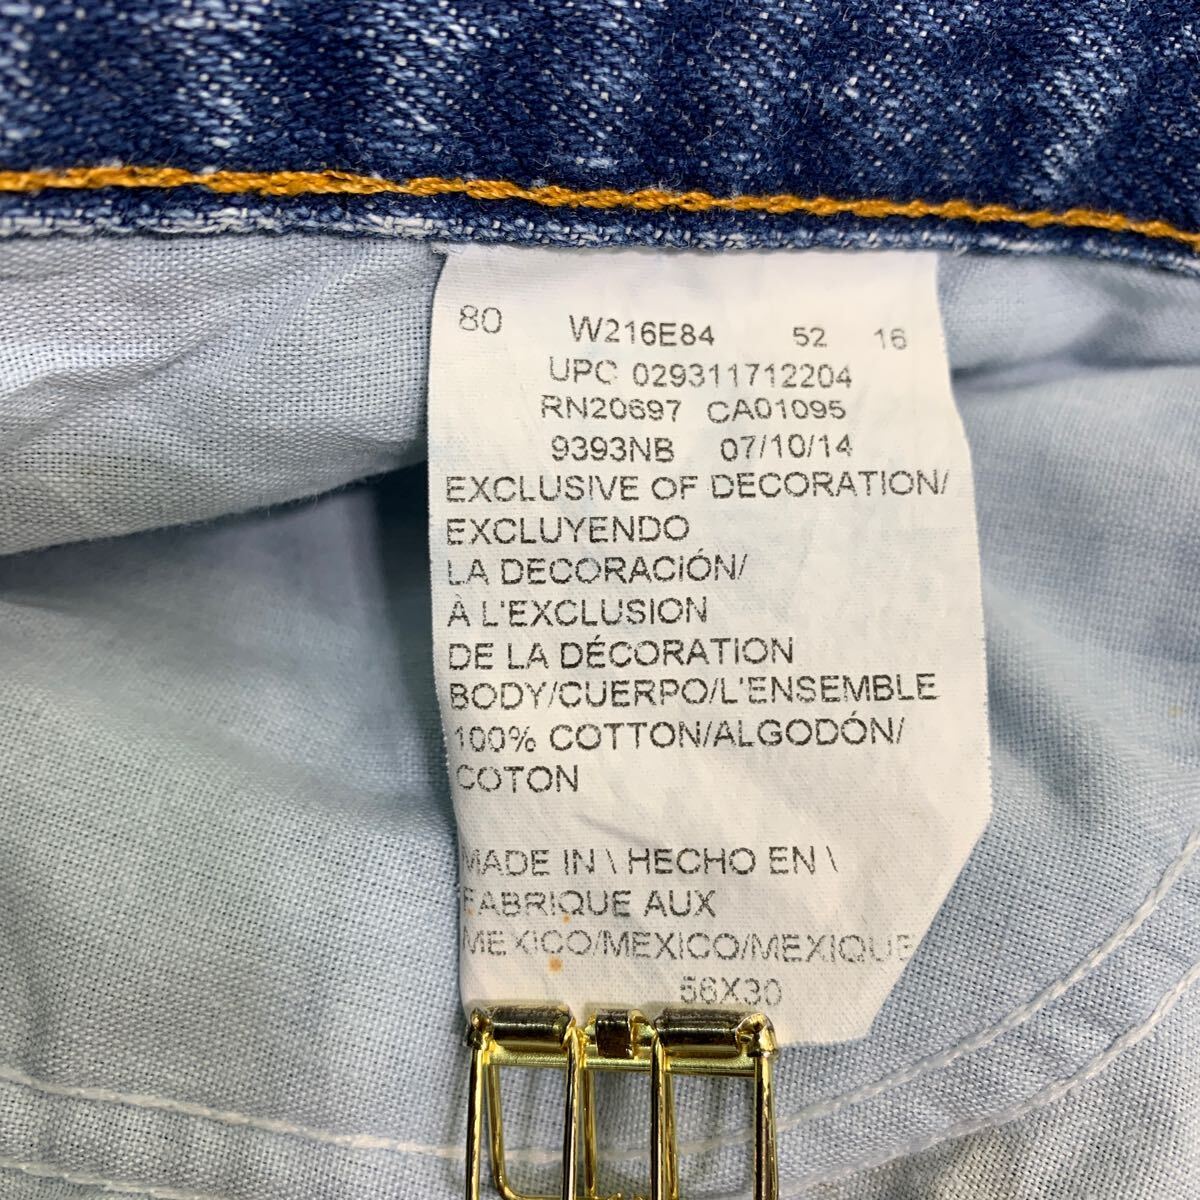 80 W216E84 52 16
UPC 029311712204
RN20697 CA01095
9393NB 07/10/14
EXCLUSIVE OF DECORATION/
EXCLUYENDO
LA DECORACIÓN/
À L'EXCLUSION
DE LA DÉCORATION
BODY/CUERPO/L'ENSEMBLE
100% COTTON/ALGODÓN/
COTON
MADE IN \ HECHO EN \
FABRIQUE AUX
MEXICO/MEXICO/MEXIQUE
56X30